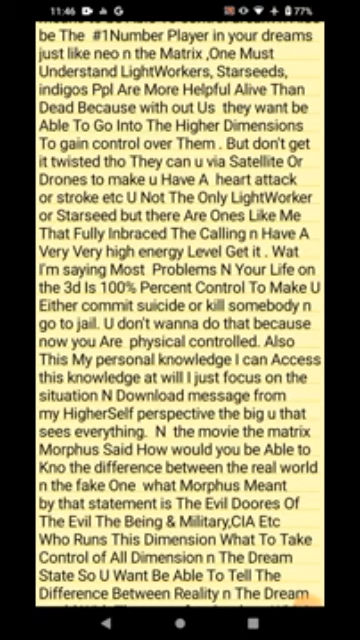 11:46
77%
be The #1Number Player in your dreams
just like neo n the Matrix ,One Must
Understand LightWorkers, Starseeds,
indigos Ppl Are More Helpful Alive Than
Dead Because with out Us they want be
Able To Go Into The Higher Dimensions
To gain control over Them . But don't get
it twisted tho They can u via Satellite Or
Drones to make u Have A heart attack
or stroke etc U Not The Only LightWorker
or Starseed but there Are Ones Like Me
That Fully Inbraced The Calling n Have A
Very Very high energy Level Get it . Wat
I'm saying Most Problems N Your Life on
the 3d Is 100% Percent Control To Make U
Either commit suicide or kill somebody n
go to jail. U don't wanna do that because
now you Are physical controlled. Also
This My personal knowledge I can Access
this knowledge at will I just focus on the
situation N Download message from
my HigherSelf perspective the big u that
sees everything. N the movie the matrix
Morphus Said How would you be Able to
Kno the difference between the real world
n the fake One what Morphus Meant
by that statement is The Evil Doores Of
The Evil The Being & Military,CIA Etc
Who Runs This Dimension What To Take
Control of All Dimension n The Dream
State So U Want Be Able To Tell The
Difference Between Reality n The Dream